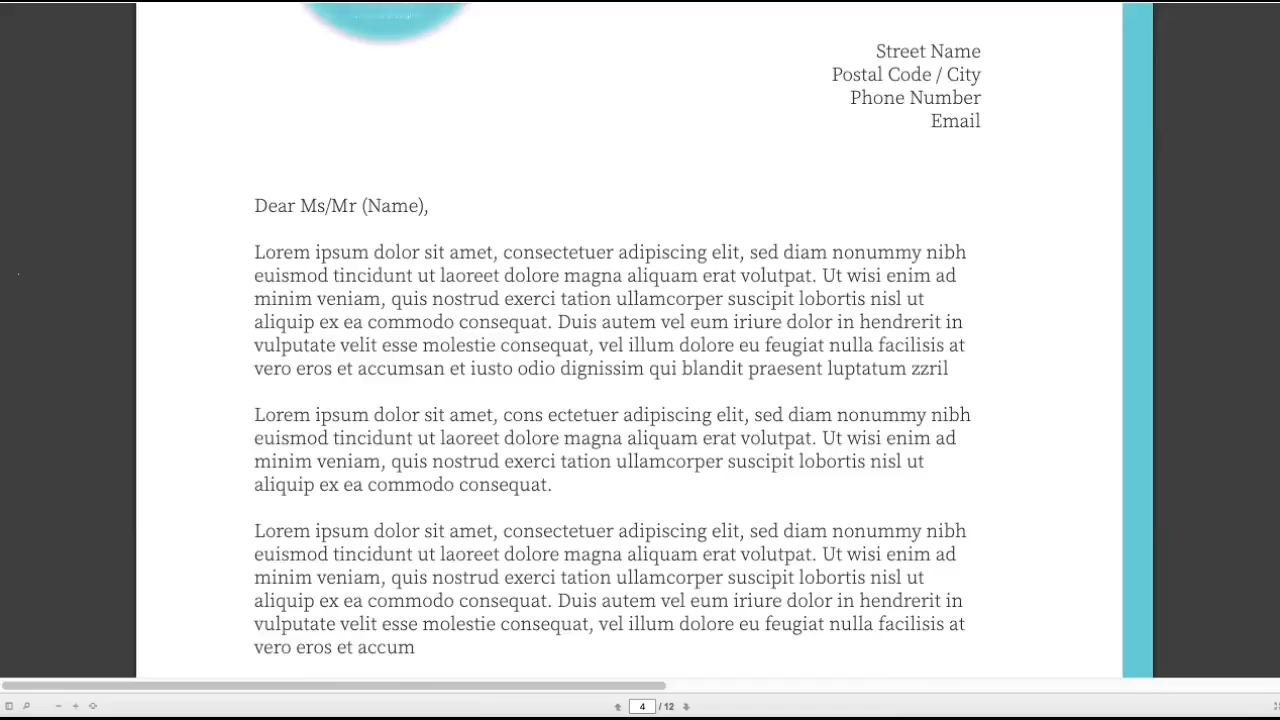 Street Name
Postal Code / City
Phone Number
Email
Dear Ms/Mr (Name),
Lorem ipsum dolor sit amet, consectetuer adipiscing elit, sed diam nonummy nibh
euismod tincidunt ut laoreet dolore magna aliquam erat volutpat. Ut wisi enim ad
minim veniam, quis nostrud exerci tation ullamcorper suscipit lobortis nisl ut
aliquip ex ea commodo consequat. Duis autem vel eum iriure dolor in hendrerit in
vulputate velit esse molestie consequat, vel illum dolore eu feugiat nulla facilisis at
vero eros et accumsan et iusto odio dignissim qui blandit praesent luptatum zzril
Lorem ipsum dolor sit amet, cons ectetuer adipiscing elit, sed diam nonummy nibh
euismod tincidunt ut laoreet dolore magna aliquam erat volutpat. Ut wisi enim ad
minim veniam, quis nostrud exerci tation ullamcorper suscipit lobortis nisl ut
aliquip ex ea commodo consequat.
Lorem ipsum dolor sit amet, consectetuer adipiscing elit, sed diam nonummy nibh
euismod tincidunt ut laoreet dolore magna aliquam erat volutpat. Ut wisi enim ad
minim veniam, quis nostrud exerci tation ullamcorper suscipit lobortis nisl ut
aliquip ex ea commodo consequat. Duis autem vel eum iriure dolor in hendrerit in
vulputate velit esse molestie consequat, vel illum dolore eu feugiat nulla facilisis at
vero eros et accum
4 / 12